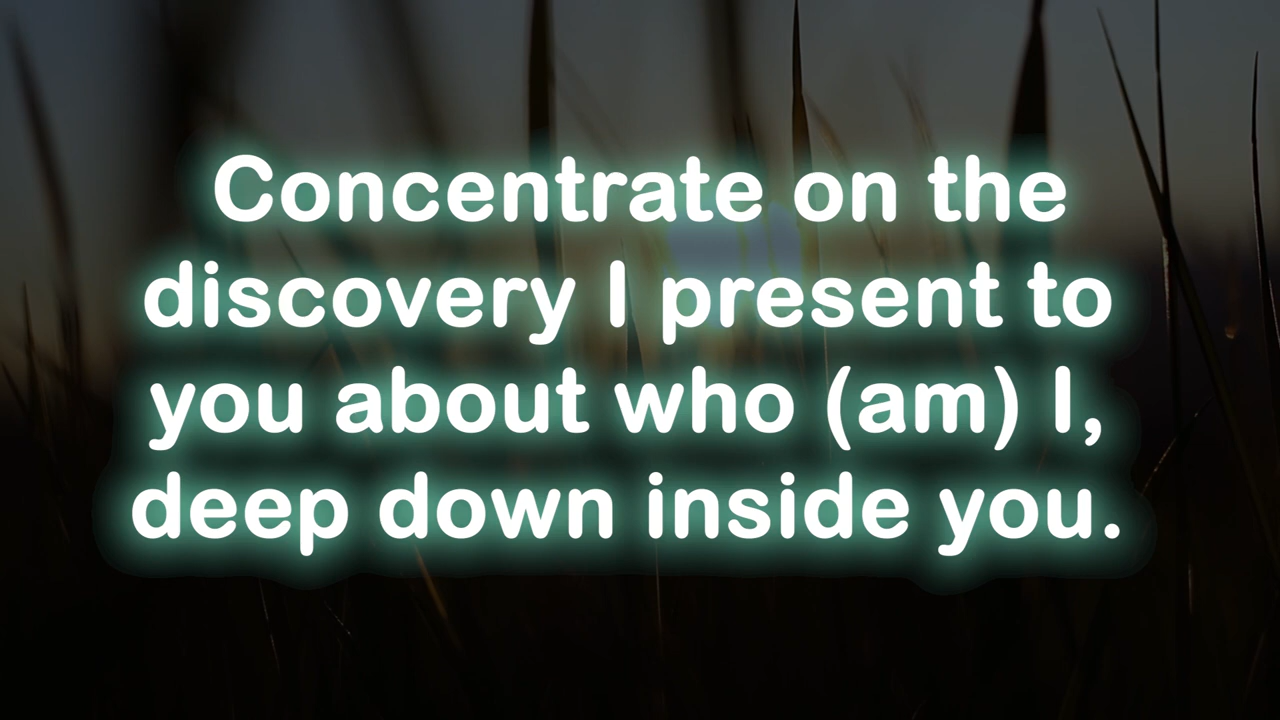 Concentrate on the
discovery I present to
you about who (am) I,
deep down inside you.